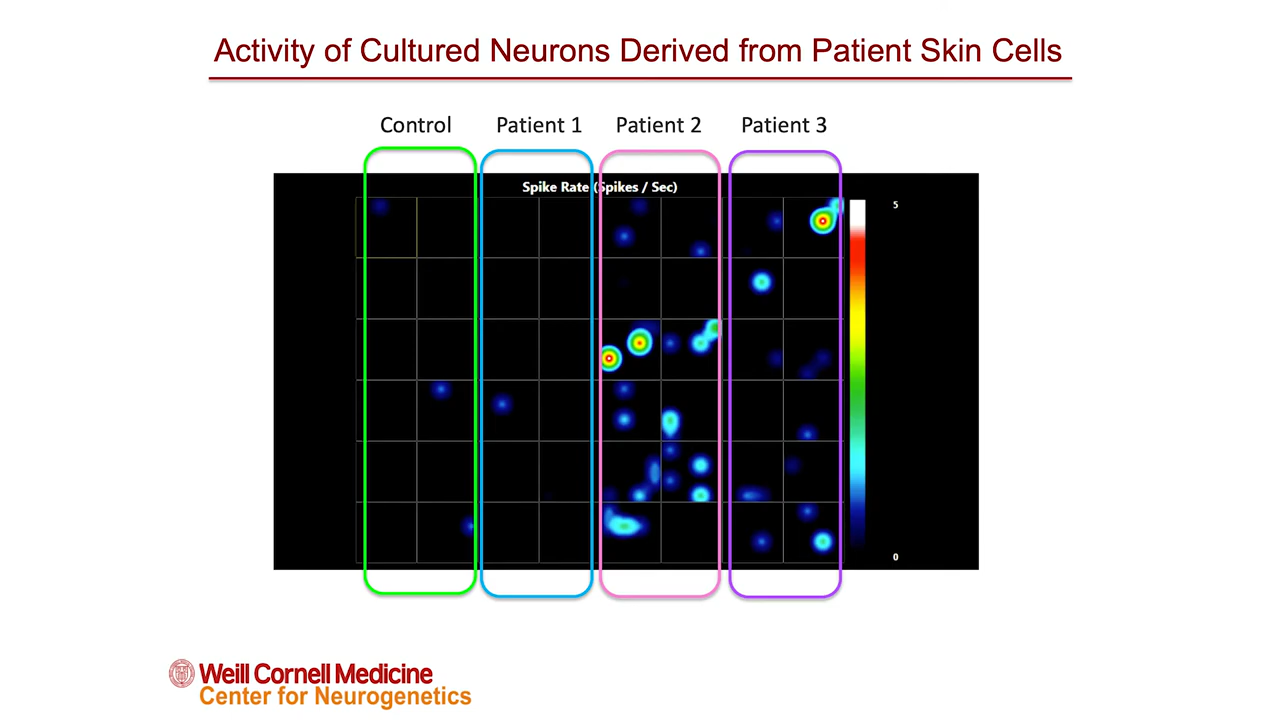 Activity of Cultured Neurons Derived from Patient Skin Cells
Control Patient 1 Patient 2 Patient 3
Spike Rate (Spikes / Sec)
5
0
Weill Cornell Medicine
Center for Neurogenetics